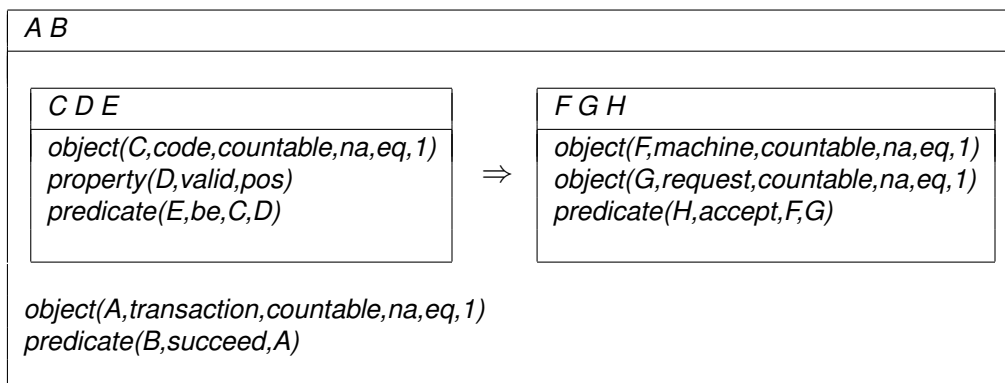 A B
C D E
object(C,code,countable,na,eq,1)
property(D,valid,pos)
predicate(E,be,C,D)
⇒
F G H
object(F,machine,countable,na,eq,1)
object(G,request,countable,na,eq,1)
predicate(H,accept,F,G)
object(A,transaction,countable,na,eq,1)
predicate(B,succeed,A)